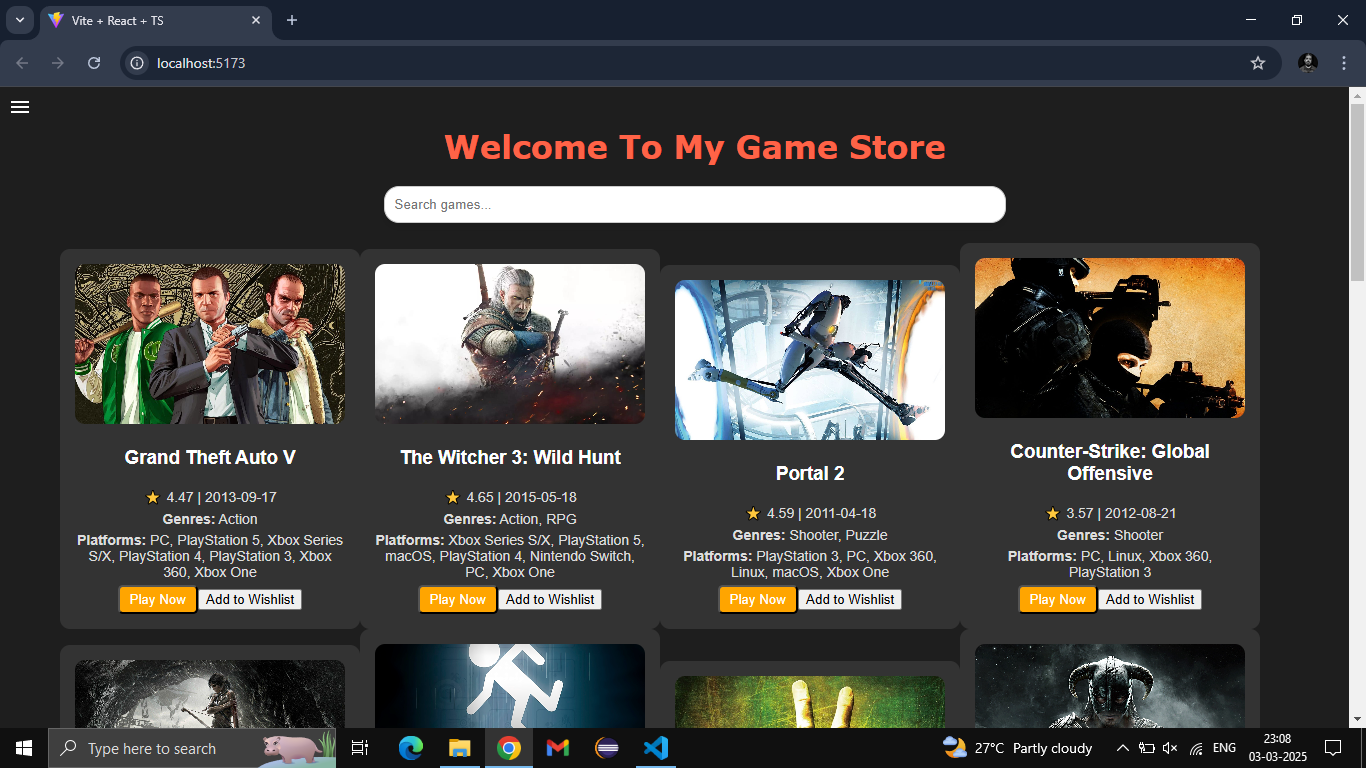 Vite + React + TS
localhost:5173
Welcome To My Game Store
Search games...
Grand Theft Auto V
4.47 | 2013-09-17
Genres: Action
Platforms: PC, PlayStation 5, Xbox Series
S/X, PlayStation 4, PlayStation 3, Xbox
360, Xbox One
Play Now
Add to Wishlist
The Witcher 3: Wild Hunt
4.65 | 2015-05-18
Genres: Action, RPG
Platforms: Xbox Series S/X, PlayStation 5,
macOS, PlayStation 4, Nintendo Switch,
PC, Xbox One
Play Now
Add to Wishlist
Portal 2
4.59 | 2011-04-18
Genres: Shooter, Puzzle
Platforms: PlayStation 3, PC, Xbox 360,
Linux, macOS, Xbox One
Play Now
Add to Wishlist
Counter-Strike: Global
Offensive
3.57 | 2012-08-21
Genres: Shooter
Platforms: PC, Linux, Xbox 360,
PlayStation 3
Play Now
Add to Wishlist
Type here to search
27°C Partly cloudy
ENG
23:08
03-03-2025